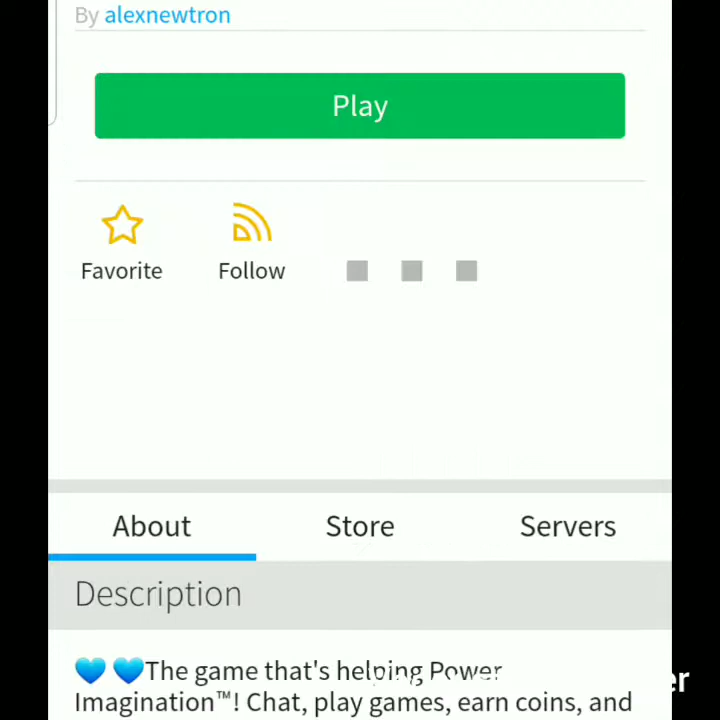 By alexnewtron
Play
Favorite
Follow
About
Store
Servers
Description
💙 💙The game that's helping Power
Imagination™! Chat, play games, earn coins, and